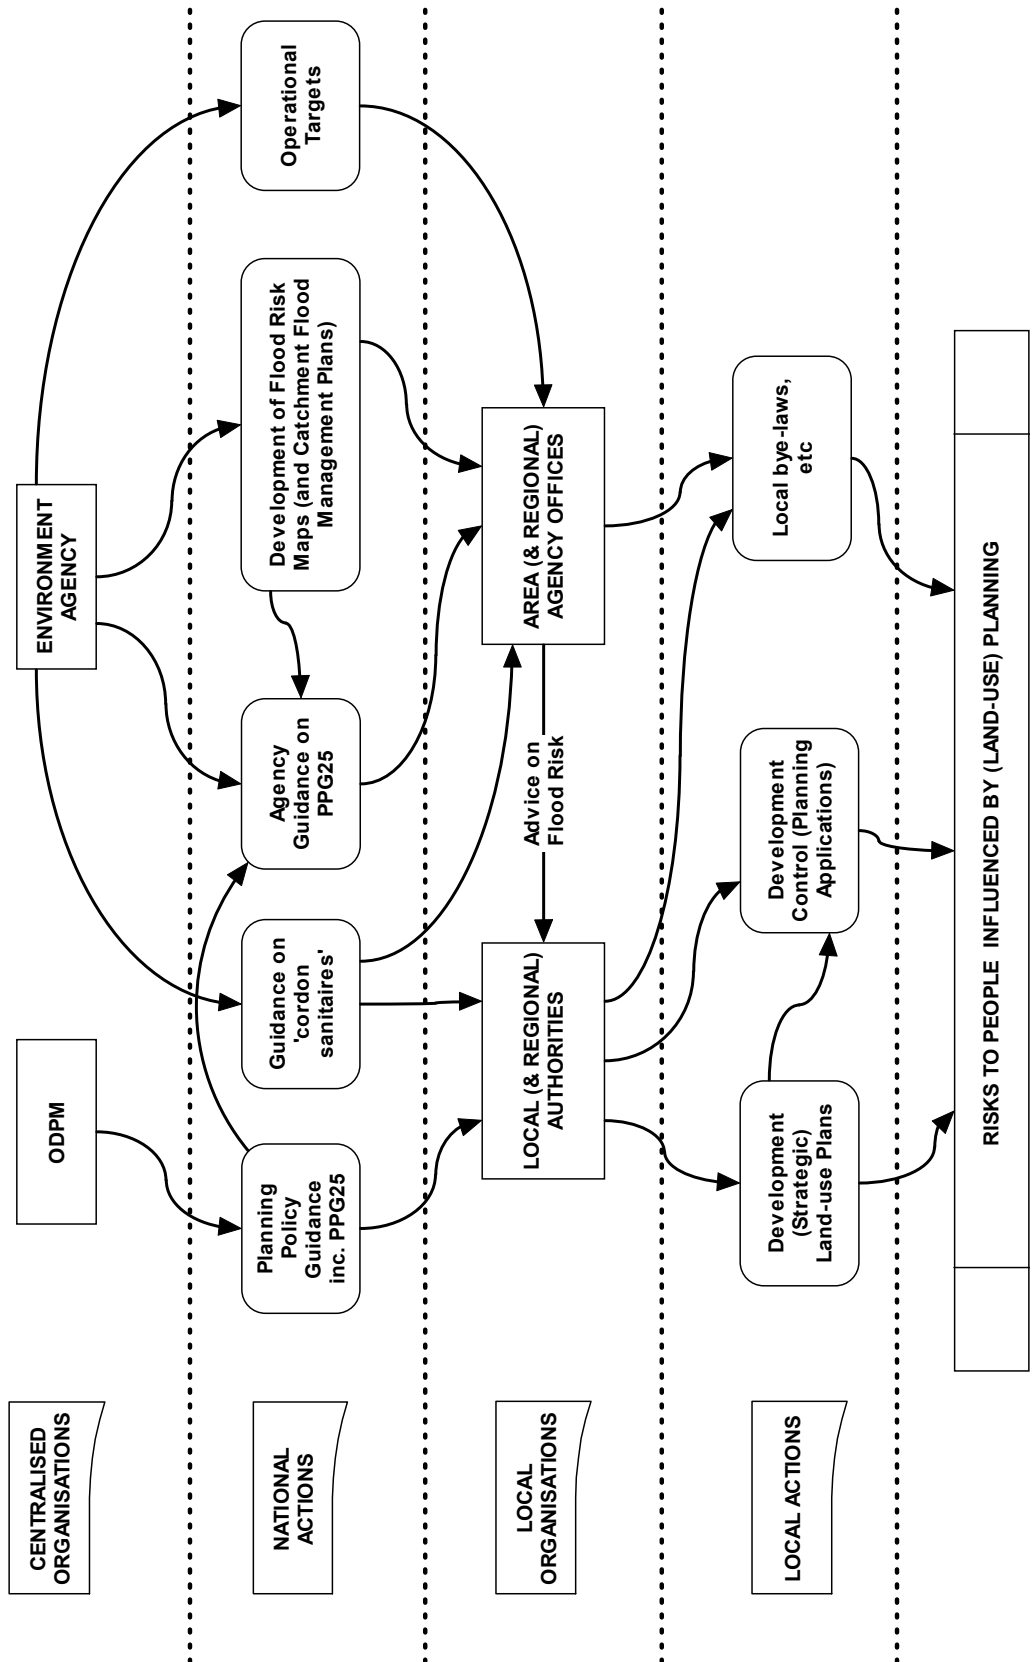 CENTRALISED
ORGANISATIONS
ODPM
ENVIRONMENT
AGENCY
NATIONAL
ACTIONS
Planning
Policy
Guidance
inc. PPG25
Guidance on
'cordon
sanitaires'
Agency
Guidance on
PPG25
Development of Flood Risk
Maps (and Catchment Flood
Management Plans)
Operational
Targets
LOCAL
ORGANISATIONS
LOCAL (& REGIONAL)
AUTHORITIES
Advice on
Flood Risk
AREA (& REGIONAL)
AGENCY OFFICES
LOCAL ACTIONS
Development
(Strategic)
Land-use Plans
Development
Control (Planning
Applications)
Local bye-laws,
etc
RISKS TO PEOPLE INFLUENCED BY (LAND-USE) PLANNING